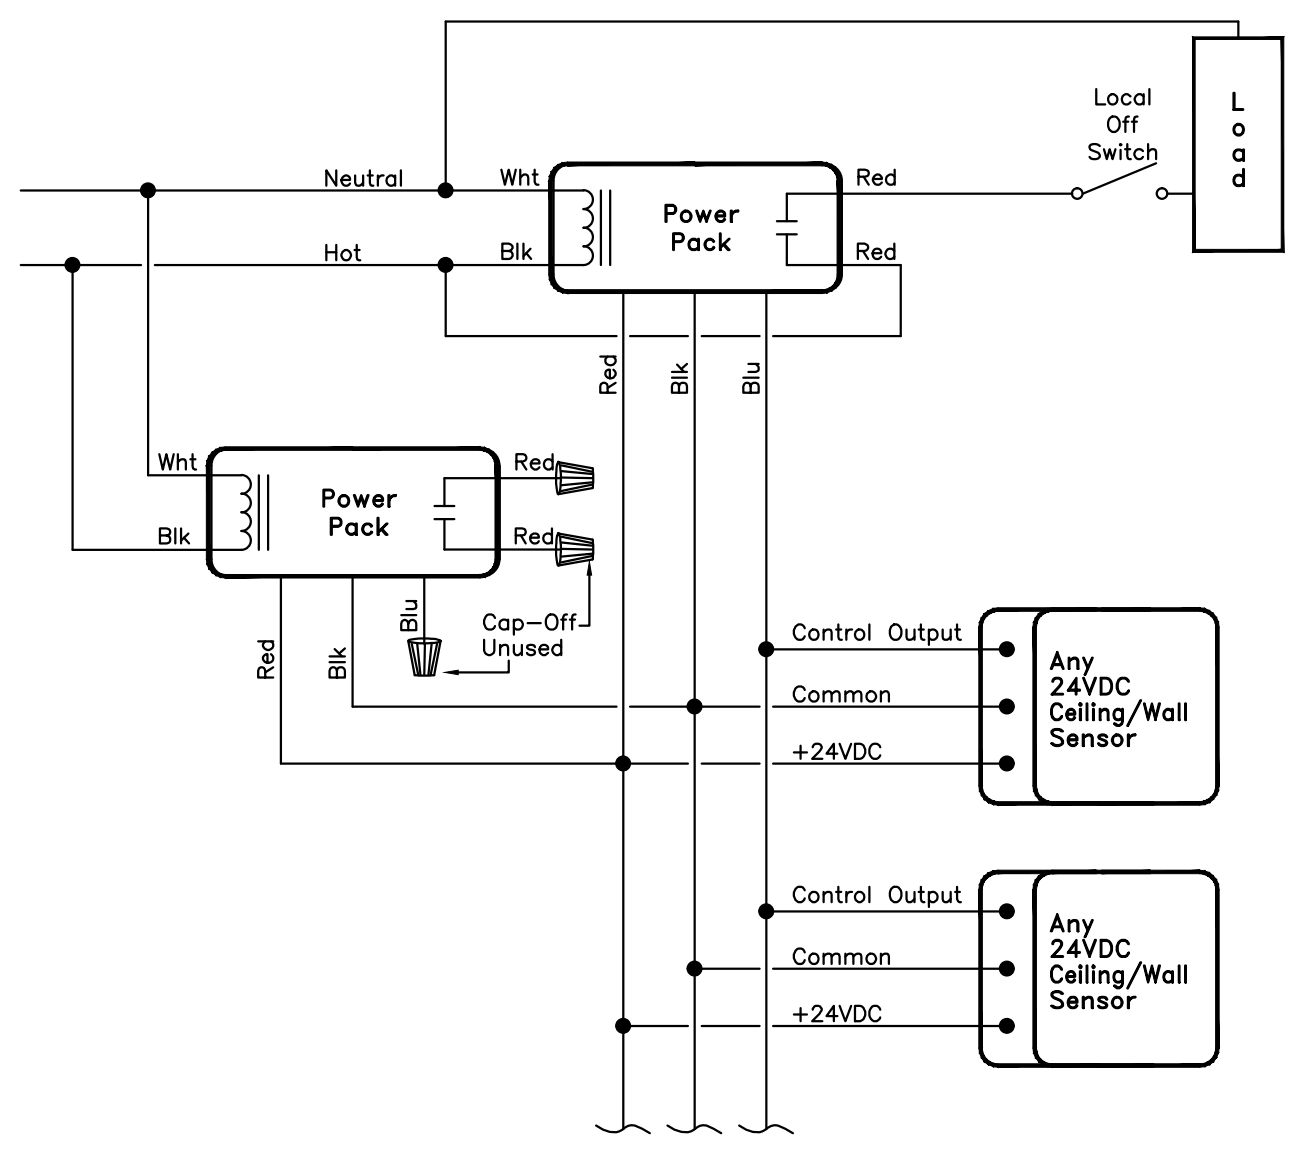 Local
Off
Switch
L
o
a
d
Neutral
Wht
Red
Power
Pack
Hot
Blk
Red
Red
Blk
Blu
Wht
Red
Power
Pack
Blk
Red
Red
Blk
Blu
Cap-Off
Unused
Control Output
Common
+24VDC
Any
24VDC
Ceiling/Wall
Sensor
Control Output
Common
+24VDC
Any
24VDC
Ceiling/Wall
Sensor